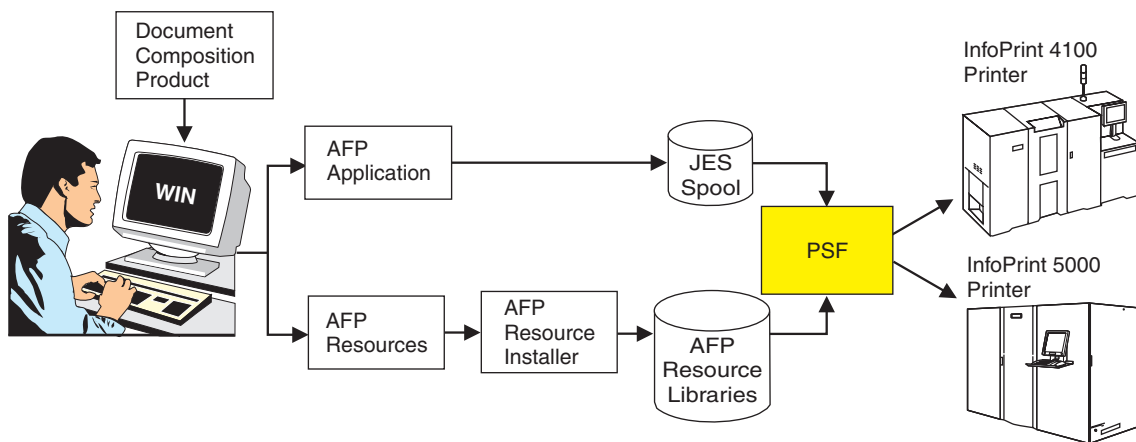 Document
Composition
Product
WIN
AFP
Application
JES
Spool
PSF
InfoPrint 4100
Printer
InfoPrint 5000
Printer
AFP
Resources
AFP
Resource
Installer
AFP
Resource
Libraries